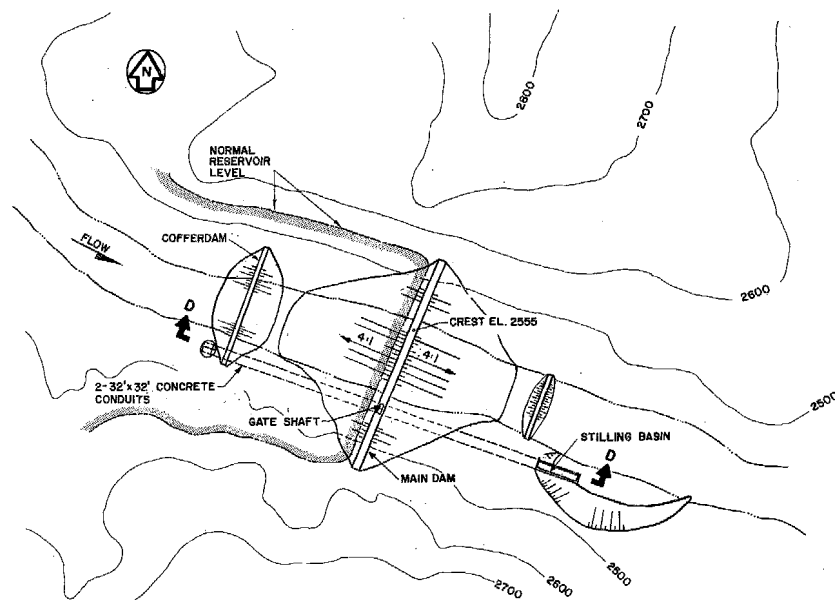 N
2800
2700
NORMAL
RESERVOIR
LEVEL
COFFERDAM
FLOW
2600
D
CREST EL. 2555
4:1
4:1
2-32'x32' CONCRETE
CONDUITS
2500
GATE SHAFT
STILLING BASIN
D
MAIN DAM
2500
2600
2700